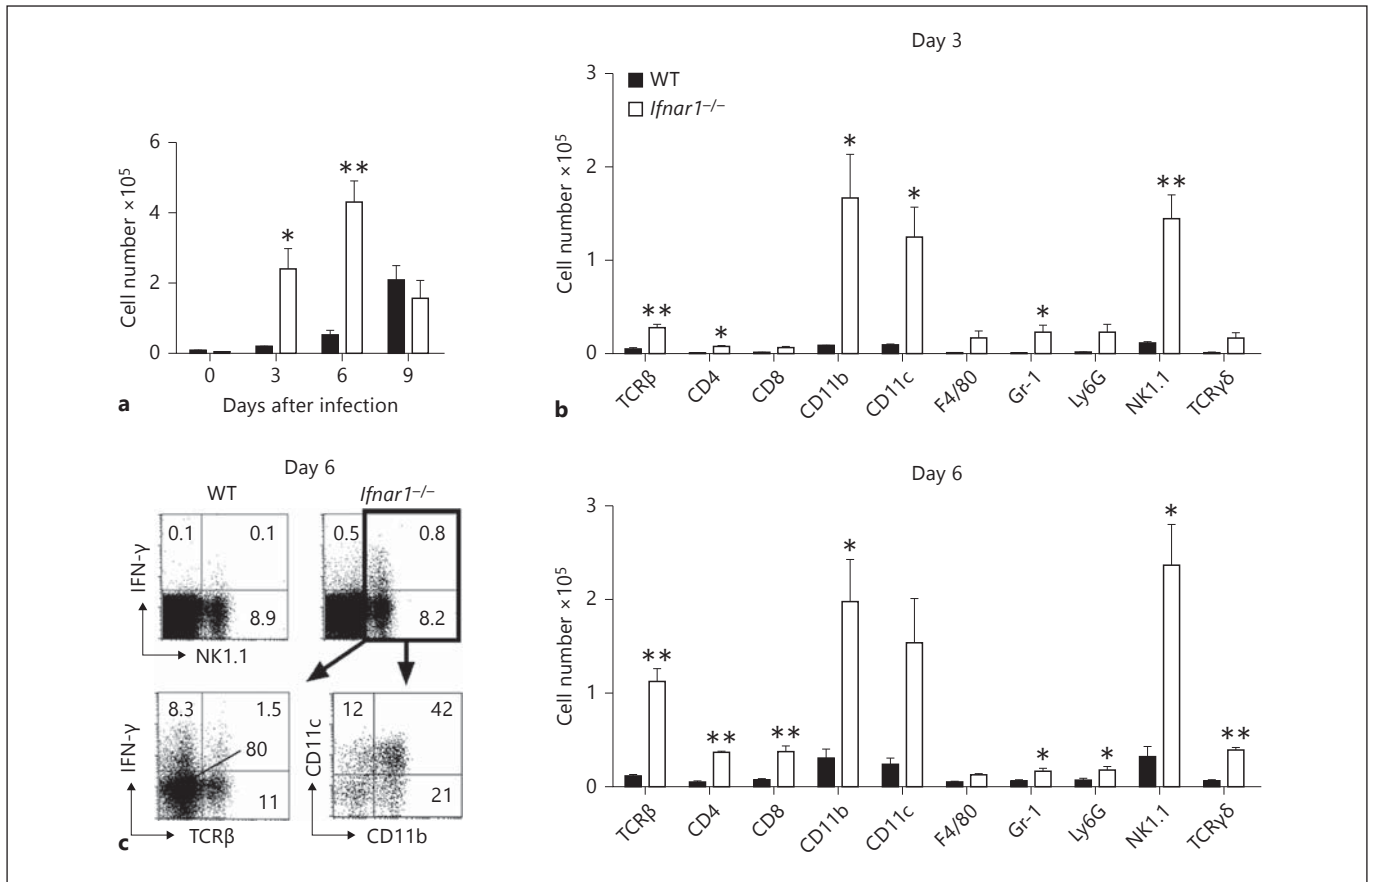 6
4
2
0
Cell number ×10⁵
*
**
0 3 6 9
Days after infection
a
Day 3
WT
Ifnar1–/–
3
2
1
0
Cell number ×10⁵
** * * * * **
TCRβ CD4 CD8 CD11b CD11c F4/80 Gr-1 Ly6G NK1.1 TCRγδ
b
Day 6
WT Ifnar1–/–
0.1 0.1
8.9
IFN-γ
NK1.1
0.5 0.8
8.2
8.3 1.5
80
11
IFN-γ
TCRβ
12 42
21
CD11c
CD11b
c
Day 6
3
2
1
0
Cell number ×10⁵
** ** ** * * * * **
TCRβ CD4 CD8 CD11b CD11c F4/80 Gr-1 Ly6G NK1.1 TCRγδ